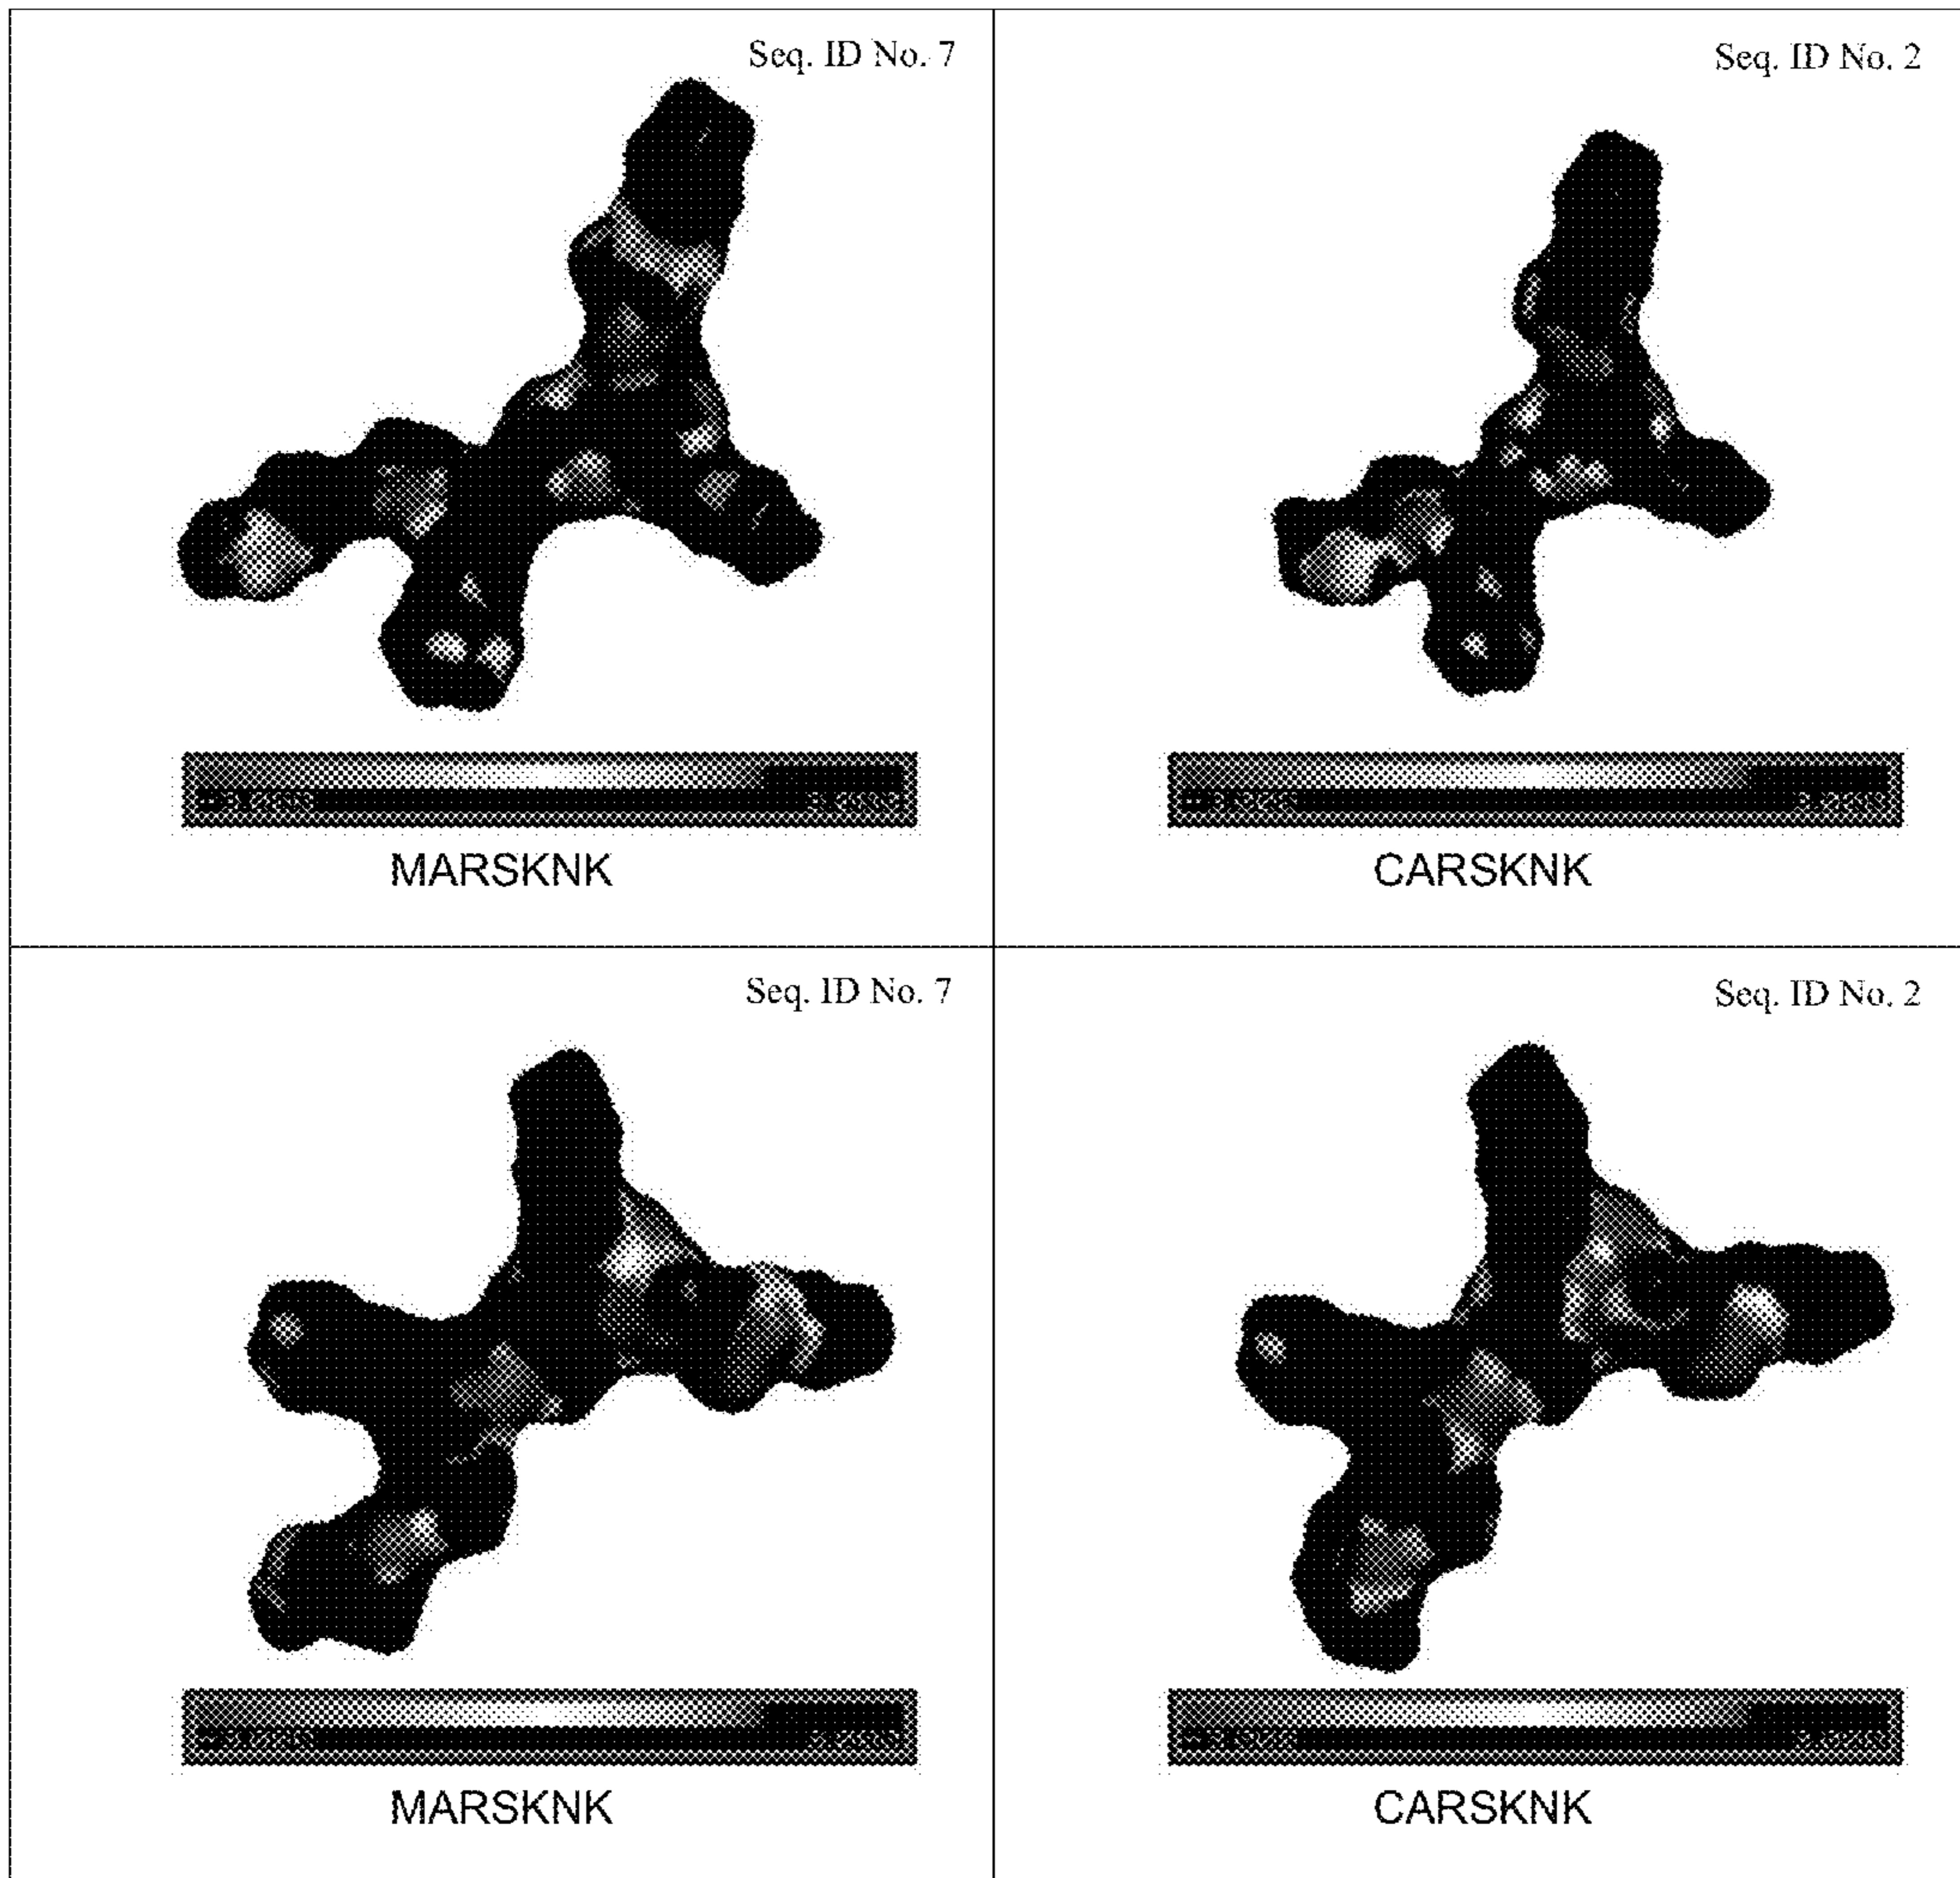 Seq. ID No. 7
Seq. ID No. 2
MARSKNK
CARSKNK
Seq. ID No. 7
Seq. ID No. 2
MARSKNK
CARSKNK